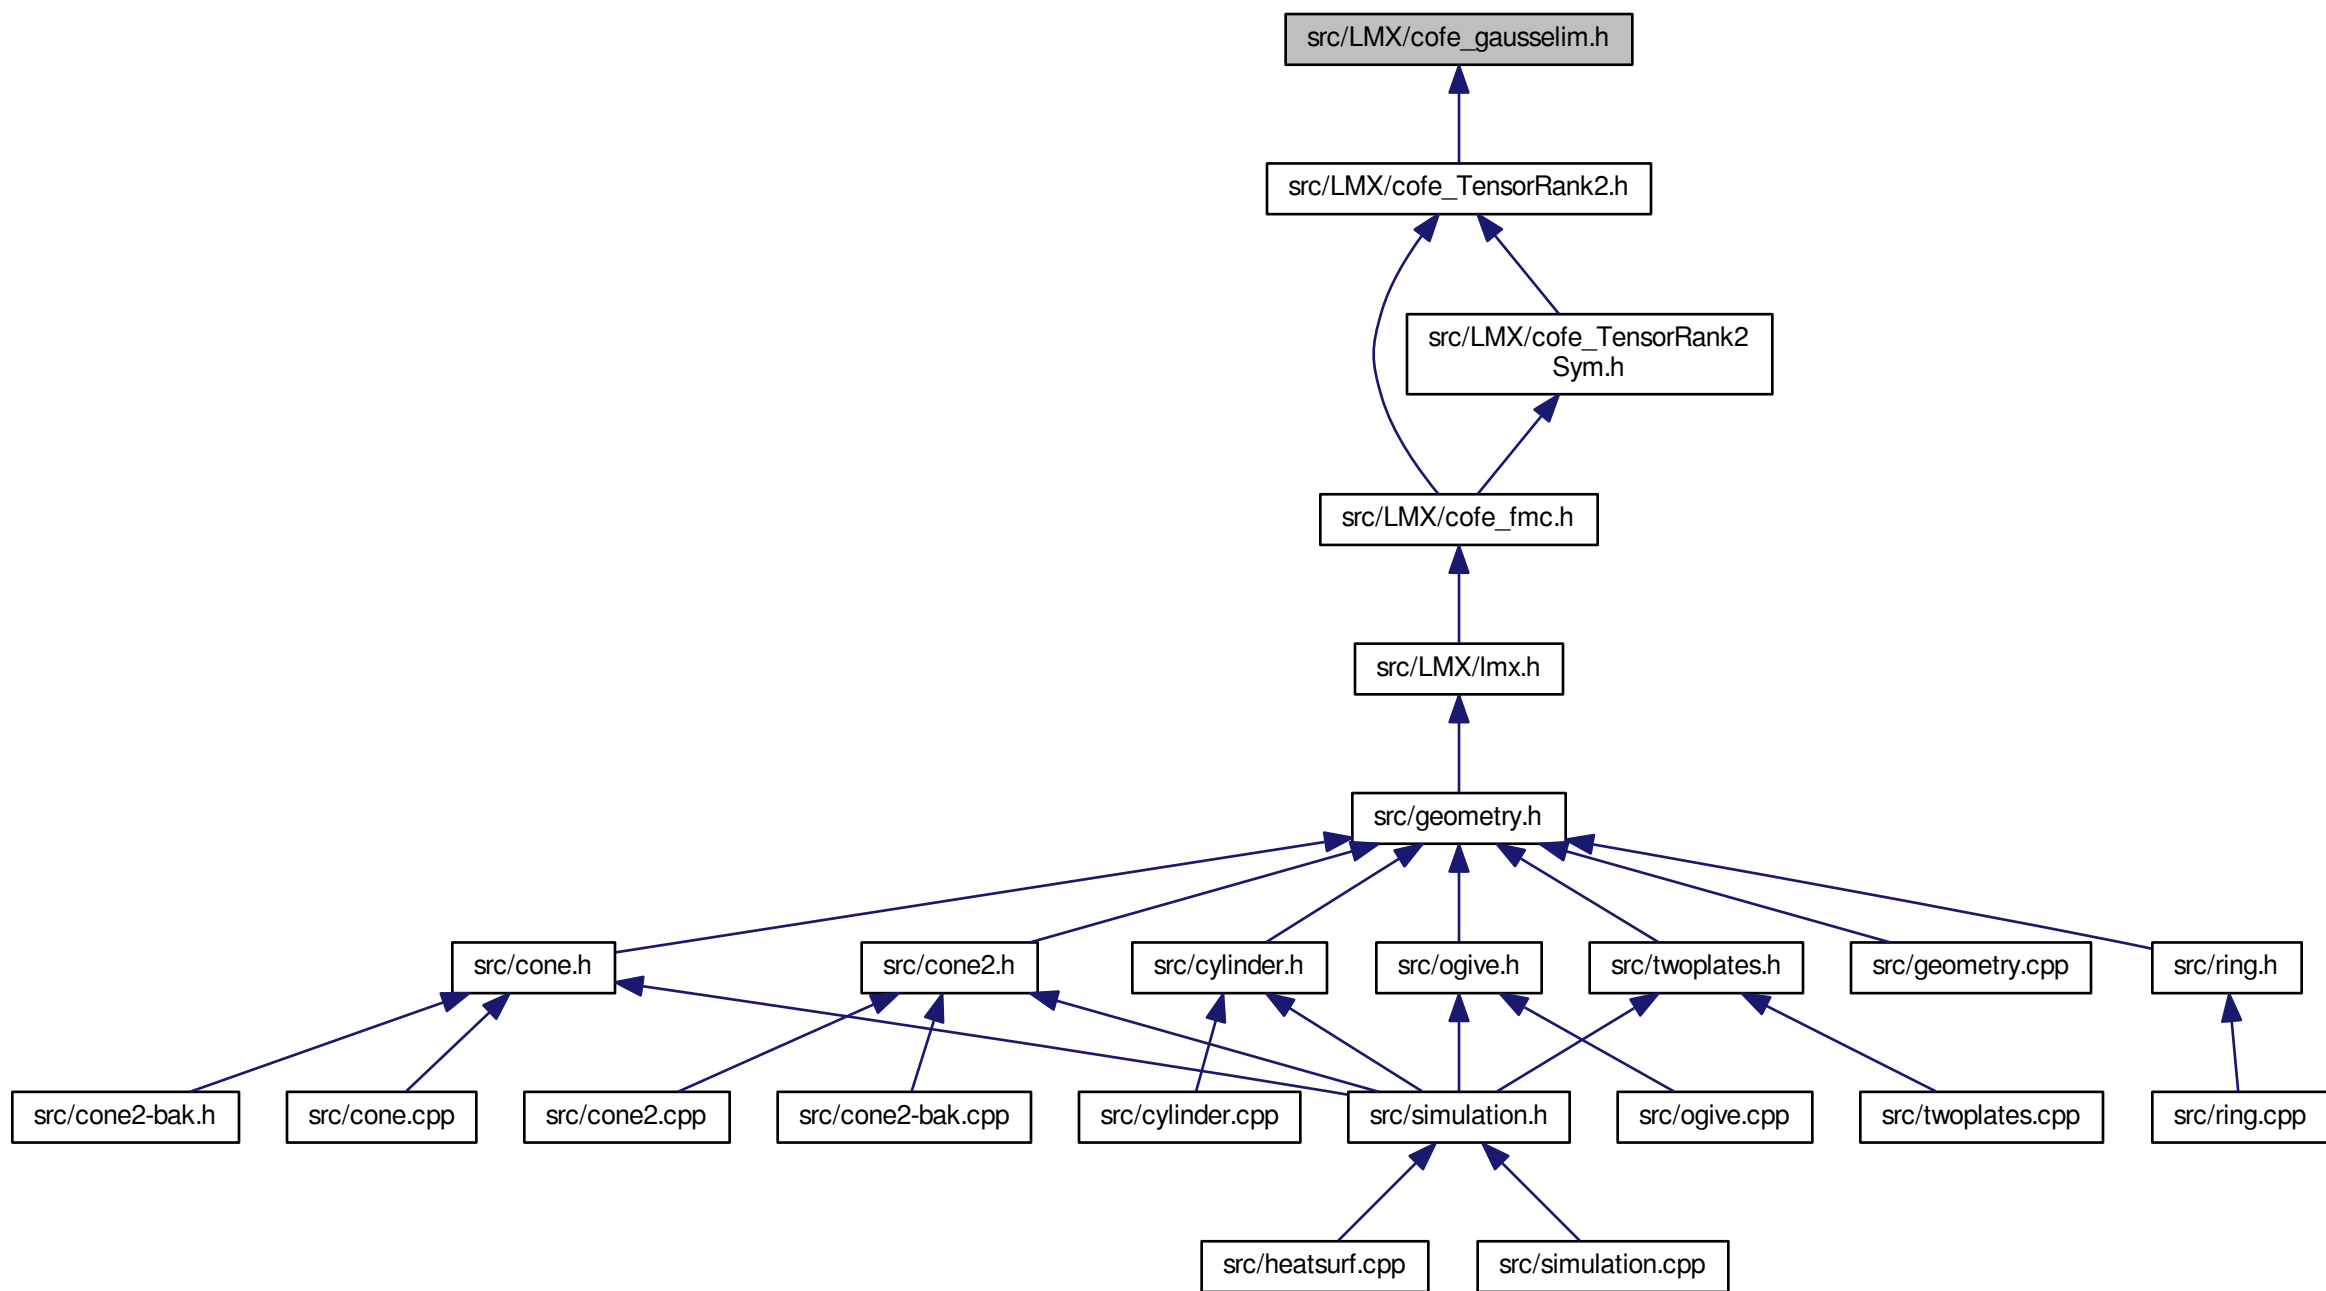 src/LMX/cofe_gausselim.h
src/LMX/cofe_TensorRank2.h
src/LMX/cofe_TensorRank2
Sym.h
src/LMX/cofe_fmc.h
src/LMX/lmx.h
src/geometry.h
src/cone.h
src/cone2.h
src/cylinder.h
src/ogive.h
src/twoplates.h
src/geometry.cpp
src/ring.h
src/cone2-bak.h
src/cone.cpp
src/cone2.cpp
src/cone2-bak.cpp
src/cylinder.cpp
src/simulation.h
src/ogive.cpp
src/twoplates.cpp
src/ring.cpp
src/heatsurf.cpp
src/simulation.cpp